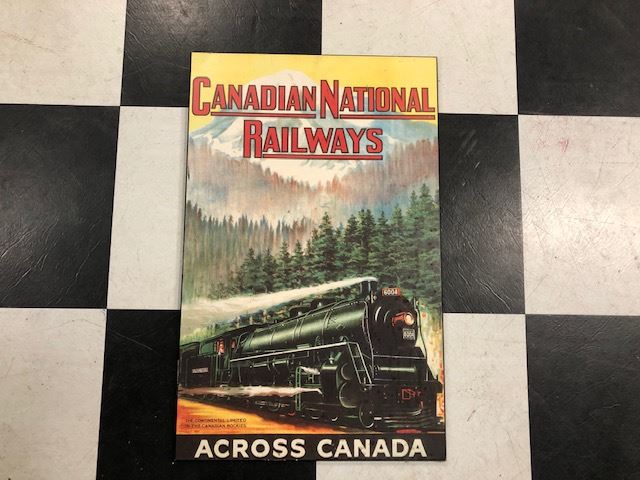 CANADIAN NATIONAL
RAILWAYS
6004
THE CONTINENTAL LIMITED
IN THE CANADIAN ROCKIES
ACROSS CANADA